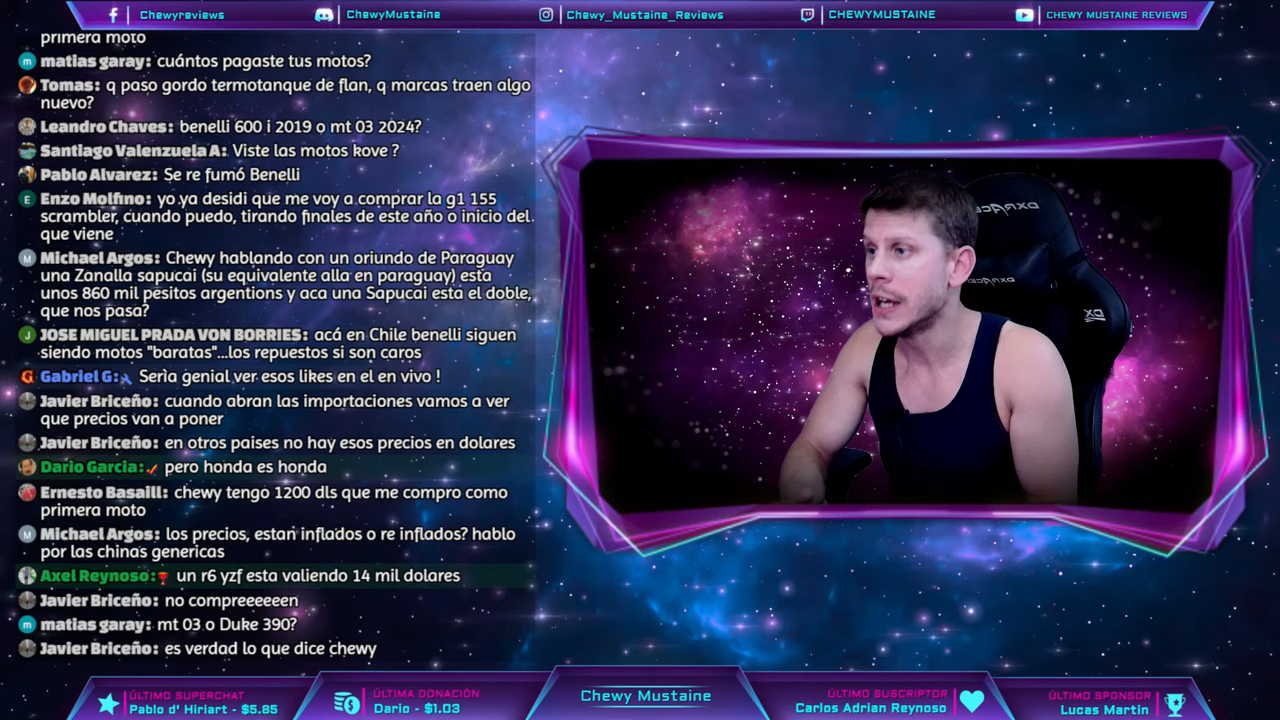 Chewyreviews
ChewyMustaine
Chewy_Mustaine_Reviews
CHEWYMUSTAINE
CHEWY MUSTAINE REVIEWS
primera moto
matias garay: cuántos pagaste tus motos?
Tomas: q paso gordo termotanque de flan, q marcas traen algo
nuevo?
Leandro Chaves: benelli 600 i 2019 o mt 03 2024?
Santiago Valenzuela A: Viste las motos kove ?
Pablo Alvarez: Se re fumó Benelli
Enzo Molfino: yo ya desidi que me voy a comprar la g1 155
scrambler, cuando puedo, tirando finales de este año o inicio del
que viene
Michael Argos: Chewy hablando con un oriundo de Paraguay
una Zanalla sapucai (su equivalente alla en paraguay) esta
unos 860 mil pesitos argentions y aca una Sapucai esta el doble,
que nos pasa?
JOSE MIGUEL PRADA VON BORRIES: acá en Chile benelli siguen
siendo motos "baratas"...los repuestos si son caros
Gabriel G: Serìa genial ver esos likes en el en vivo !
Javier Briceño: cuando abran las importaciones vamos a ver
que precios van a poner
Javier Briceño: en otros paises no hay esos precios en dolares
Dario Garcia: pero honda es honda
Ernesto Basaill: chewy tengo 1200 dls que me compro como
primera moto
Michael Argos: los precios, estan inflados o re inflados? hablo
por las chinas genericas
Axel Reynoso: un r6 yzf esta valiendo 14 mil dolares
Javier Briceño: no compreeeeeen
matias garay: mt 03 o Duke 390?
Javier Briceño: es verdad lo que dice chewy
DXRACER
DXRACER
DX
ÚLTIMO SUPERCHAT
Pablo d' Hiriart - $5.85
ÚLTIMA DONACIÓN
Dario - $1.03
Chewy Mustaine
ÚLTIMO SUSCRIPTOR
Carlos Adrian Reynoso
ÚLTIMO SPONSOR
Lucas Martin